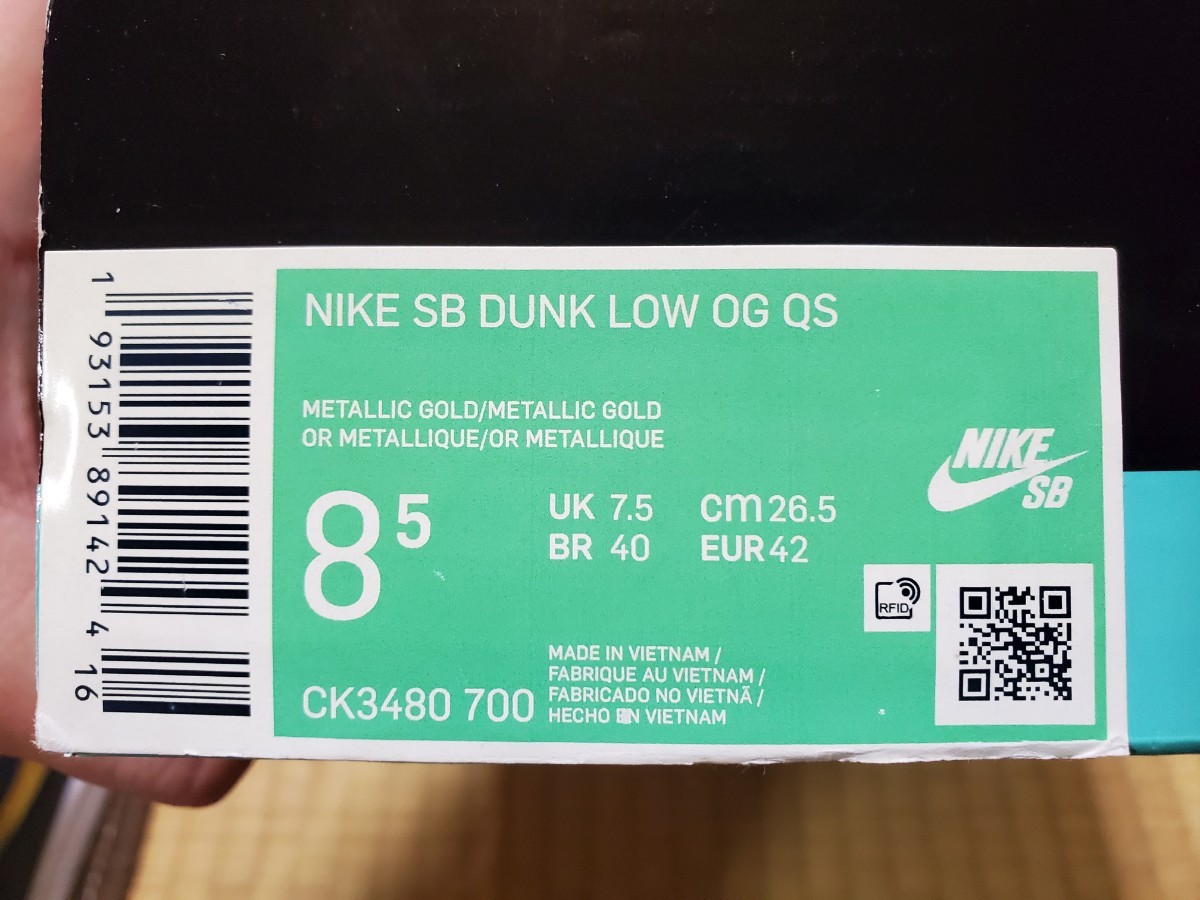 NIKE SB DUNK LOW OG QS
METALLIC GOLD/METALLIC GOLD
OR METALLIQUE/OR METALLIQUE
8⁵
UK 7.5 cm 26.5
BR 40 EUR 42
NIKE
SB
RFID
CK3480 700
MADE IN VIETNAM /
FABRIQUE AU VIETNAM /
FABRICADO NO VIETNÃ /
HECHO EN VIETNAM
1 93153 89142 4 16